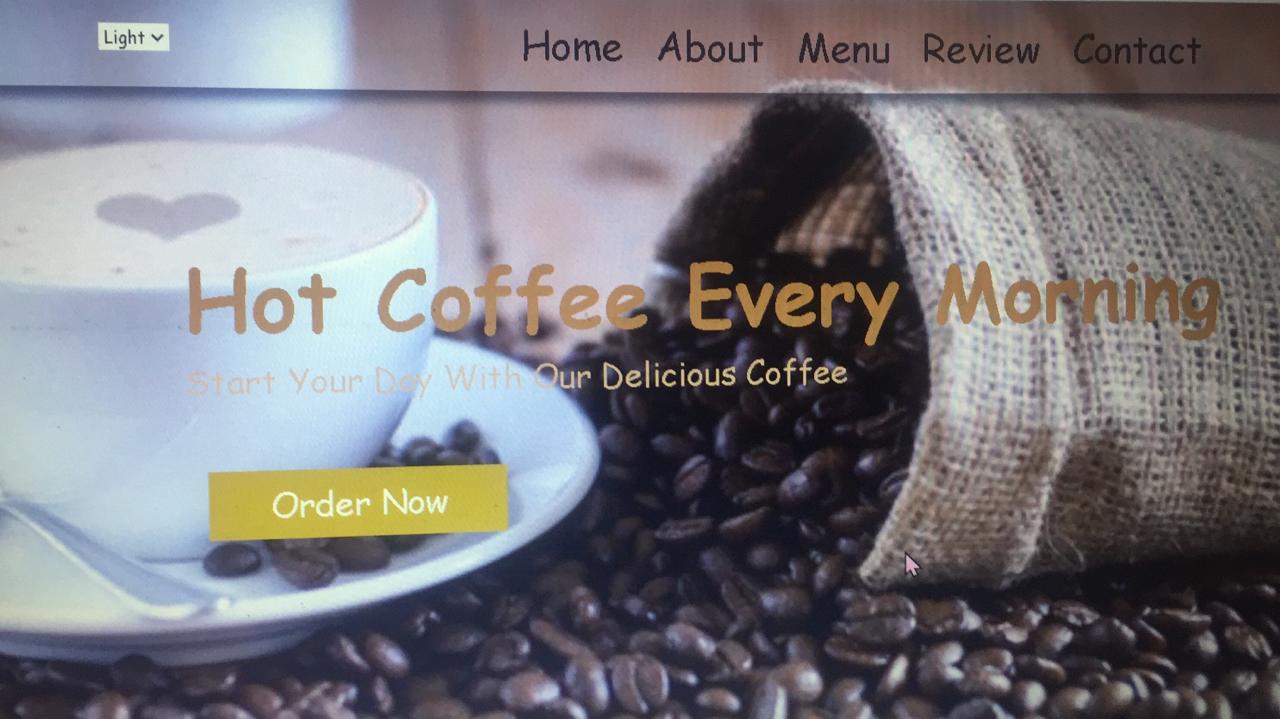 Light
Home About Menu Review Contact
Hot Coffee Every Morning
Start Your Day With Our Delicious Coffee
Order Now